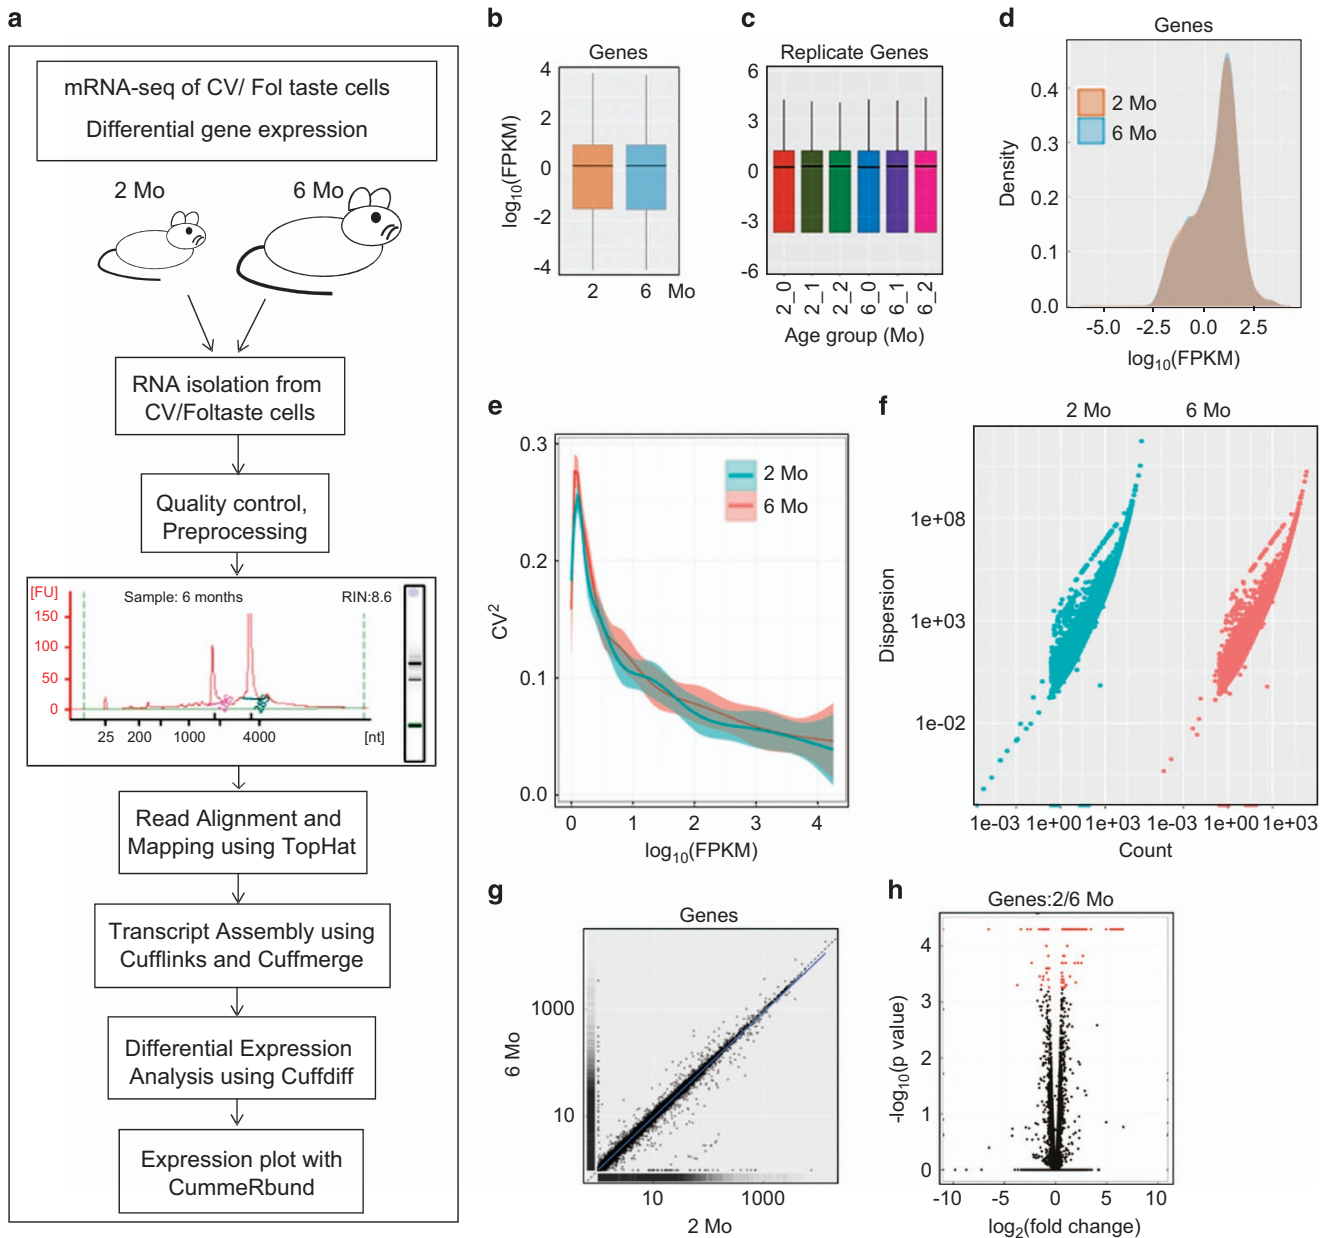 a
mRNA-seq of CV/ Fol taste cells
Differential gene expression
2 Mo
6 Mo
RNA isolation from
CV/Foltaste cells
Quality control,
Preprocessing
[FU]
Sample: 6 months
RIN:8.6
150
100
50
0
25 200 1000 4000 [nt]
Read Alignment and
Mapping using TopHat
Transcript Assembly using
Cufflinks and Cuffmerge
Differential Expression
Analysis using Cuffdiff
Expression plot with
CummeRbund
b
Genes
log10(FPKM)
4
2
0
-2
-4
2 6 Mo
c
Replicate Genes
6
3
0
-3
-6
2_0 2_1 2_2 6_0 6_1 6_2
Age group (Mo)
d
Genes
2 Mo
6 Mo
Density
0.4
0.3
0.2
0.1
0.0
-5.0 -2.5 0.0 2.5
log10(FPKM)
e
2 Mo
6 Mo
CV2
0.3
0.2
0.1
0.0
0 1 2 3 4
log10(FPKM)
f
2 Mo 6 Mo
Dispersion
1e+08
1e+03
1e-02
1e-03 1e+00 1e+03 1e-03 1e+00 1e+03
Count
g
Genes
6 Mo
1000
10
10 1000
2 Mo
h
Genes:2/6 Mo
-log10(p value)
4
3
2
1
0
-10 -5 0 5 10
log2(fold change)